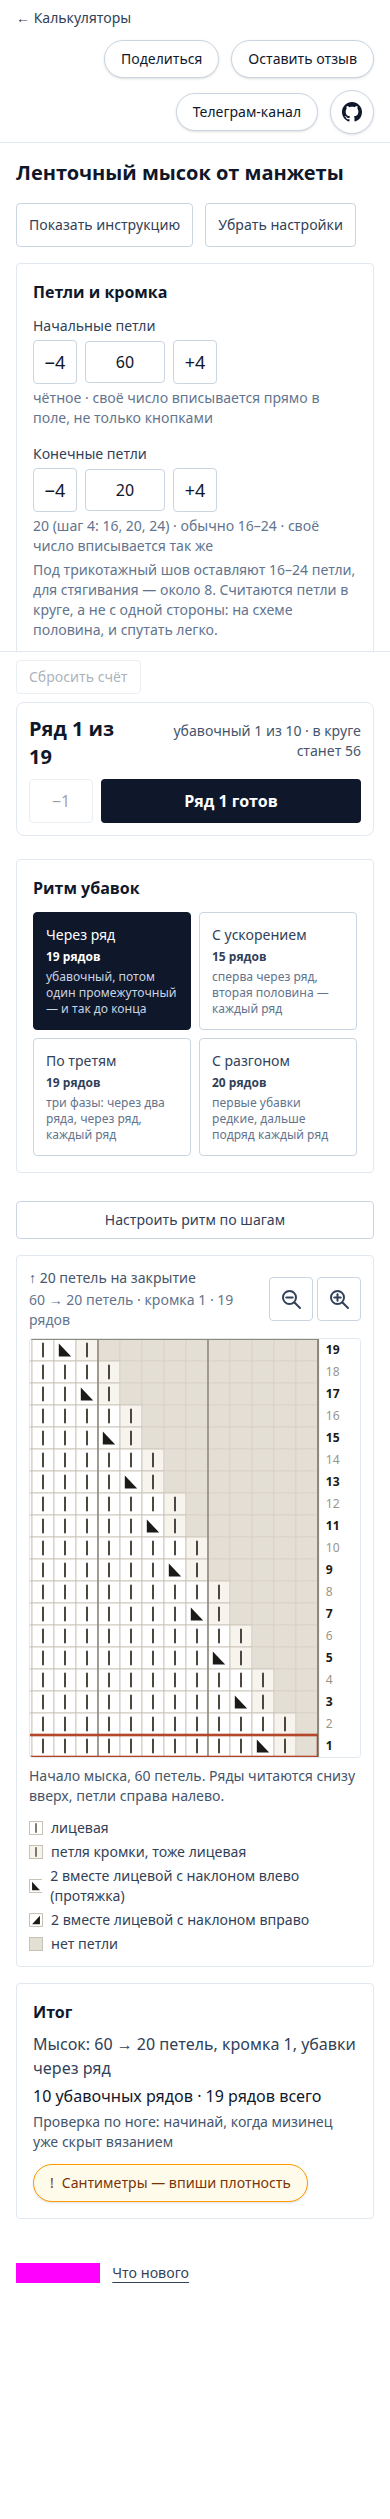 ← Калькуляторы
Поделиться
Оставить отзыв
Телеграм-канал
Ленточный мысок от манжеты
Показать инструкцию
Убрать настройки
Петли и кромка
Начальные петли
−4
60
+4
чётное · своё число вписывается прямо в
поле, не только кнопками
Конечные петли
−4
20
+4
20 (шаг 4: 16, 20, 24) · обычно 16–24 · своё
число вписывается так же
Под трикотажный шов оставляют 16–24 петли,
для стягивания — около 8. Считаются петли в
круге, а не с одной стороны: на схеме
половина, и спутать легко.
Сбросить счёт
Ряд 1 из
19
убавочный 1 из 10 · в круге
станет 56
−1
Ряд 1 готов
Ритм убавок
Через ряд
19 рядов
убавочный, потом
один промежуточный
— и так до конца
С ускорением
15 рядов
сперва через ряд,
вторая половина —
каждый ряд
По третям
19 рядов
три фазы: через два
ряда, через ряд,
каждый ряд
С разгоном
20 рядов
первые убавки
редкие, дальше
подряд каждый ряд
Настроить ритм по шагам
↑ 20 петель на закрытие
60 → 20 петель · кромка 1 · 19
рядов
19
18
17
16
15
14
13
12
11
10
9
8
7
6
5
4
3
2
1
Начало мыска, 60 петель. Ряды читаются снизу
вверх, петли справа налево.
лицевая
петля кромки, тоже лицевая
2 вместе лицевой с наклоном влево
(протяжка)
2 вместе лицевой с наклоном вправо
нет петли
Итог
Мысок: 60 → 20 петель, кромка 1, убавки
через ряд
10 убавочных рядов · 19 рядов всего
Проверка по ноге: начинай, когда мизинец
уже скрыт вязанием
! Сантиметры — впиши плотность
Что нового